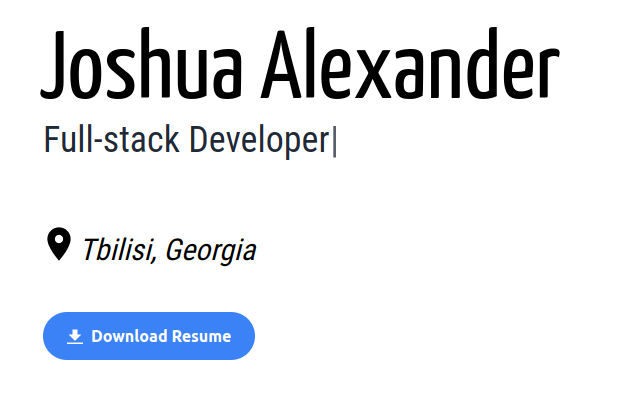 Joshua Alexander
Full-stack Developer|
Tbilisi, Georgia
Download Resume